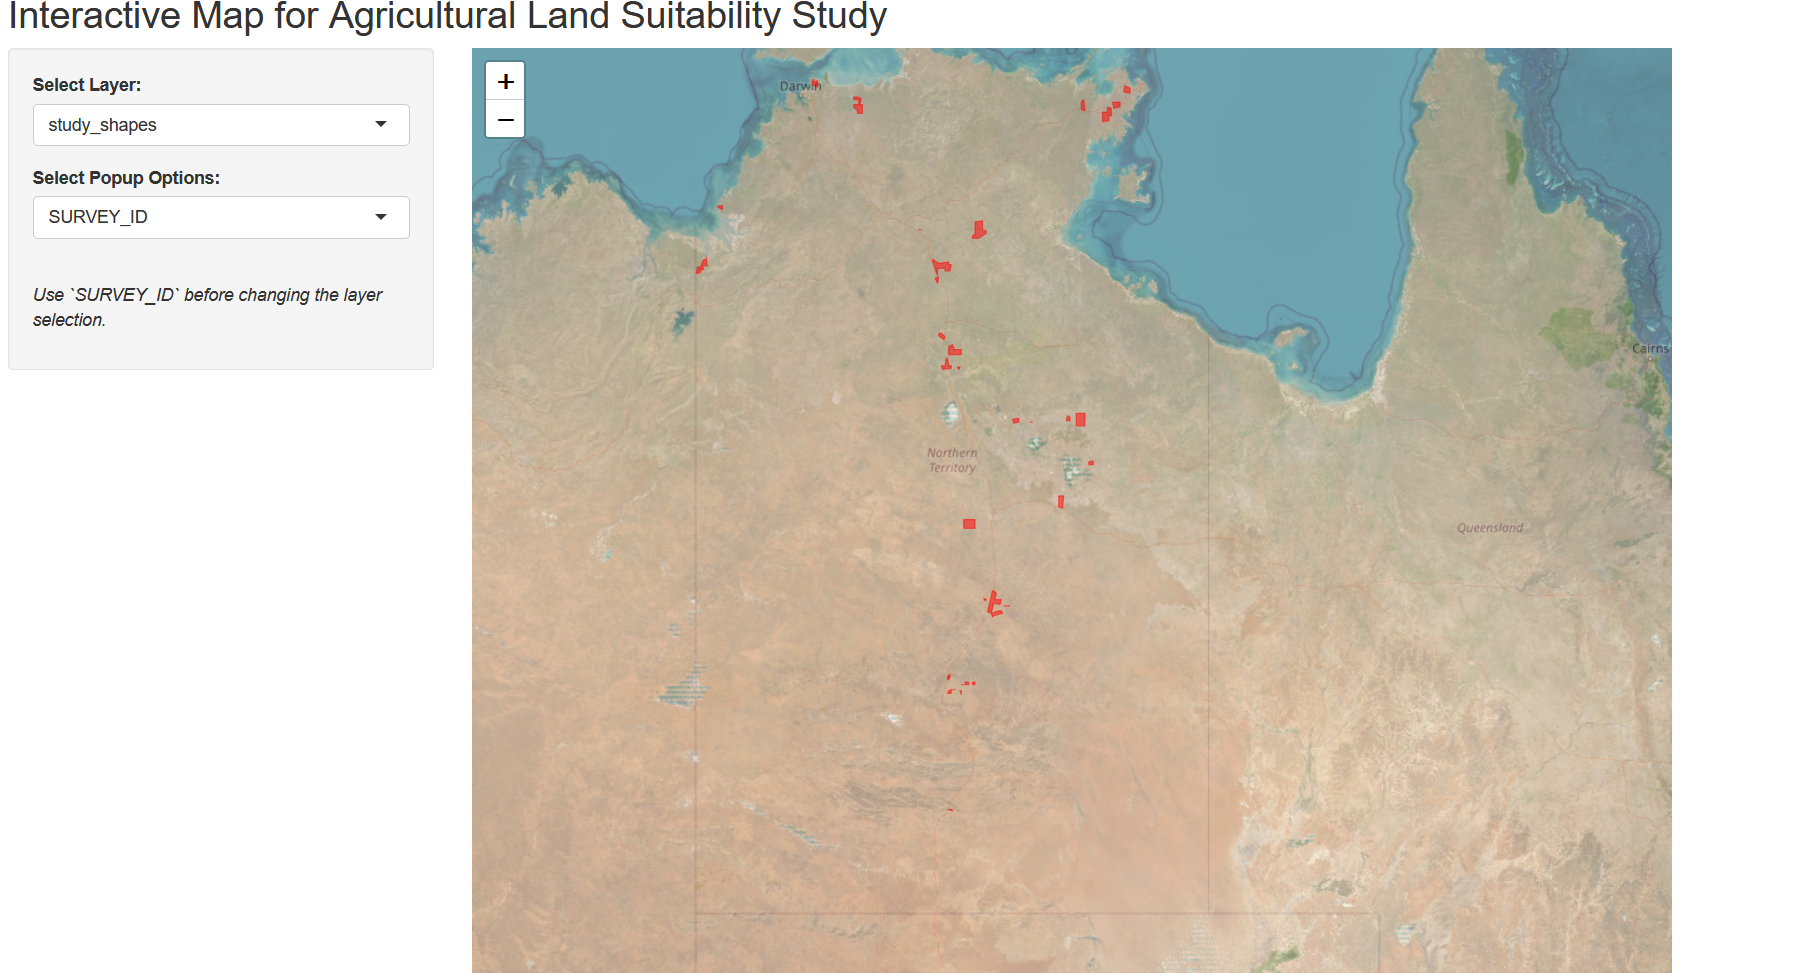 Interactive Map for Agricultural Land Suitability Study
Select Layer:
study_shapes
Select Popup Options:
SURVEY_ID
Use `SURVEY_ID` before changing the layer
selection.
+
−
Darwin
Cairns
Northern
Territory
Queensland